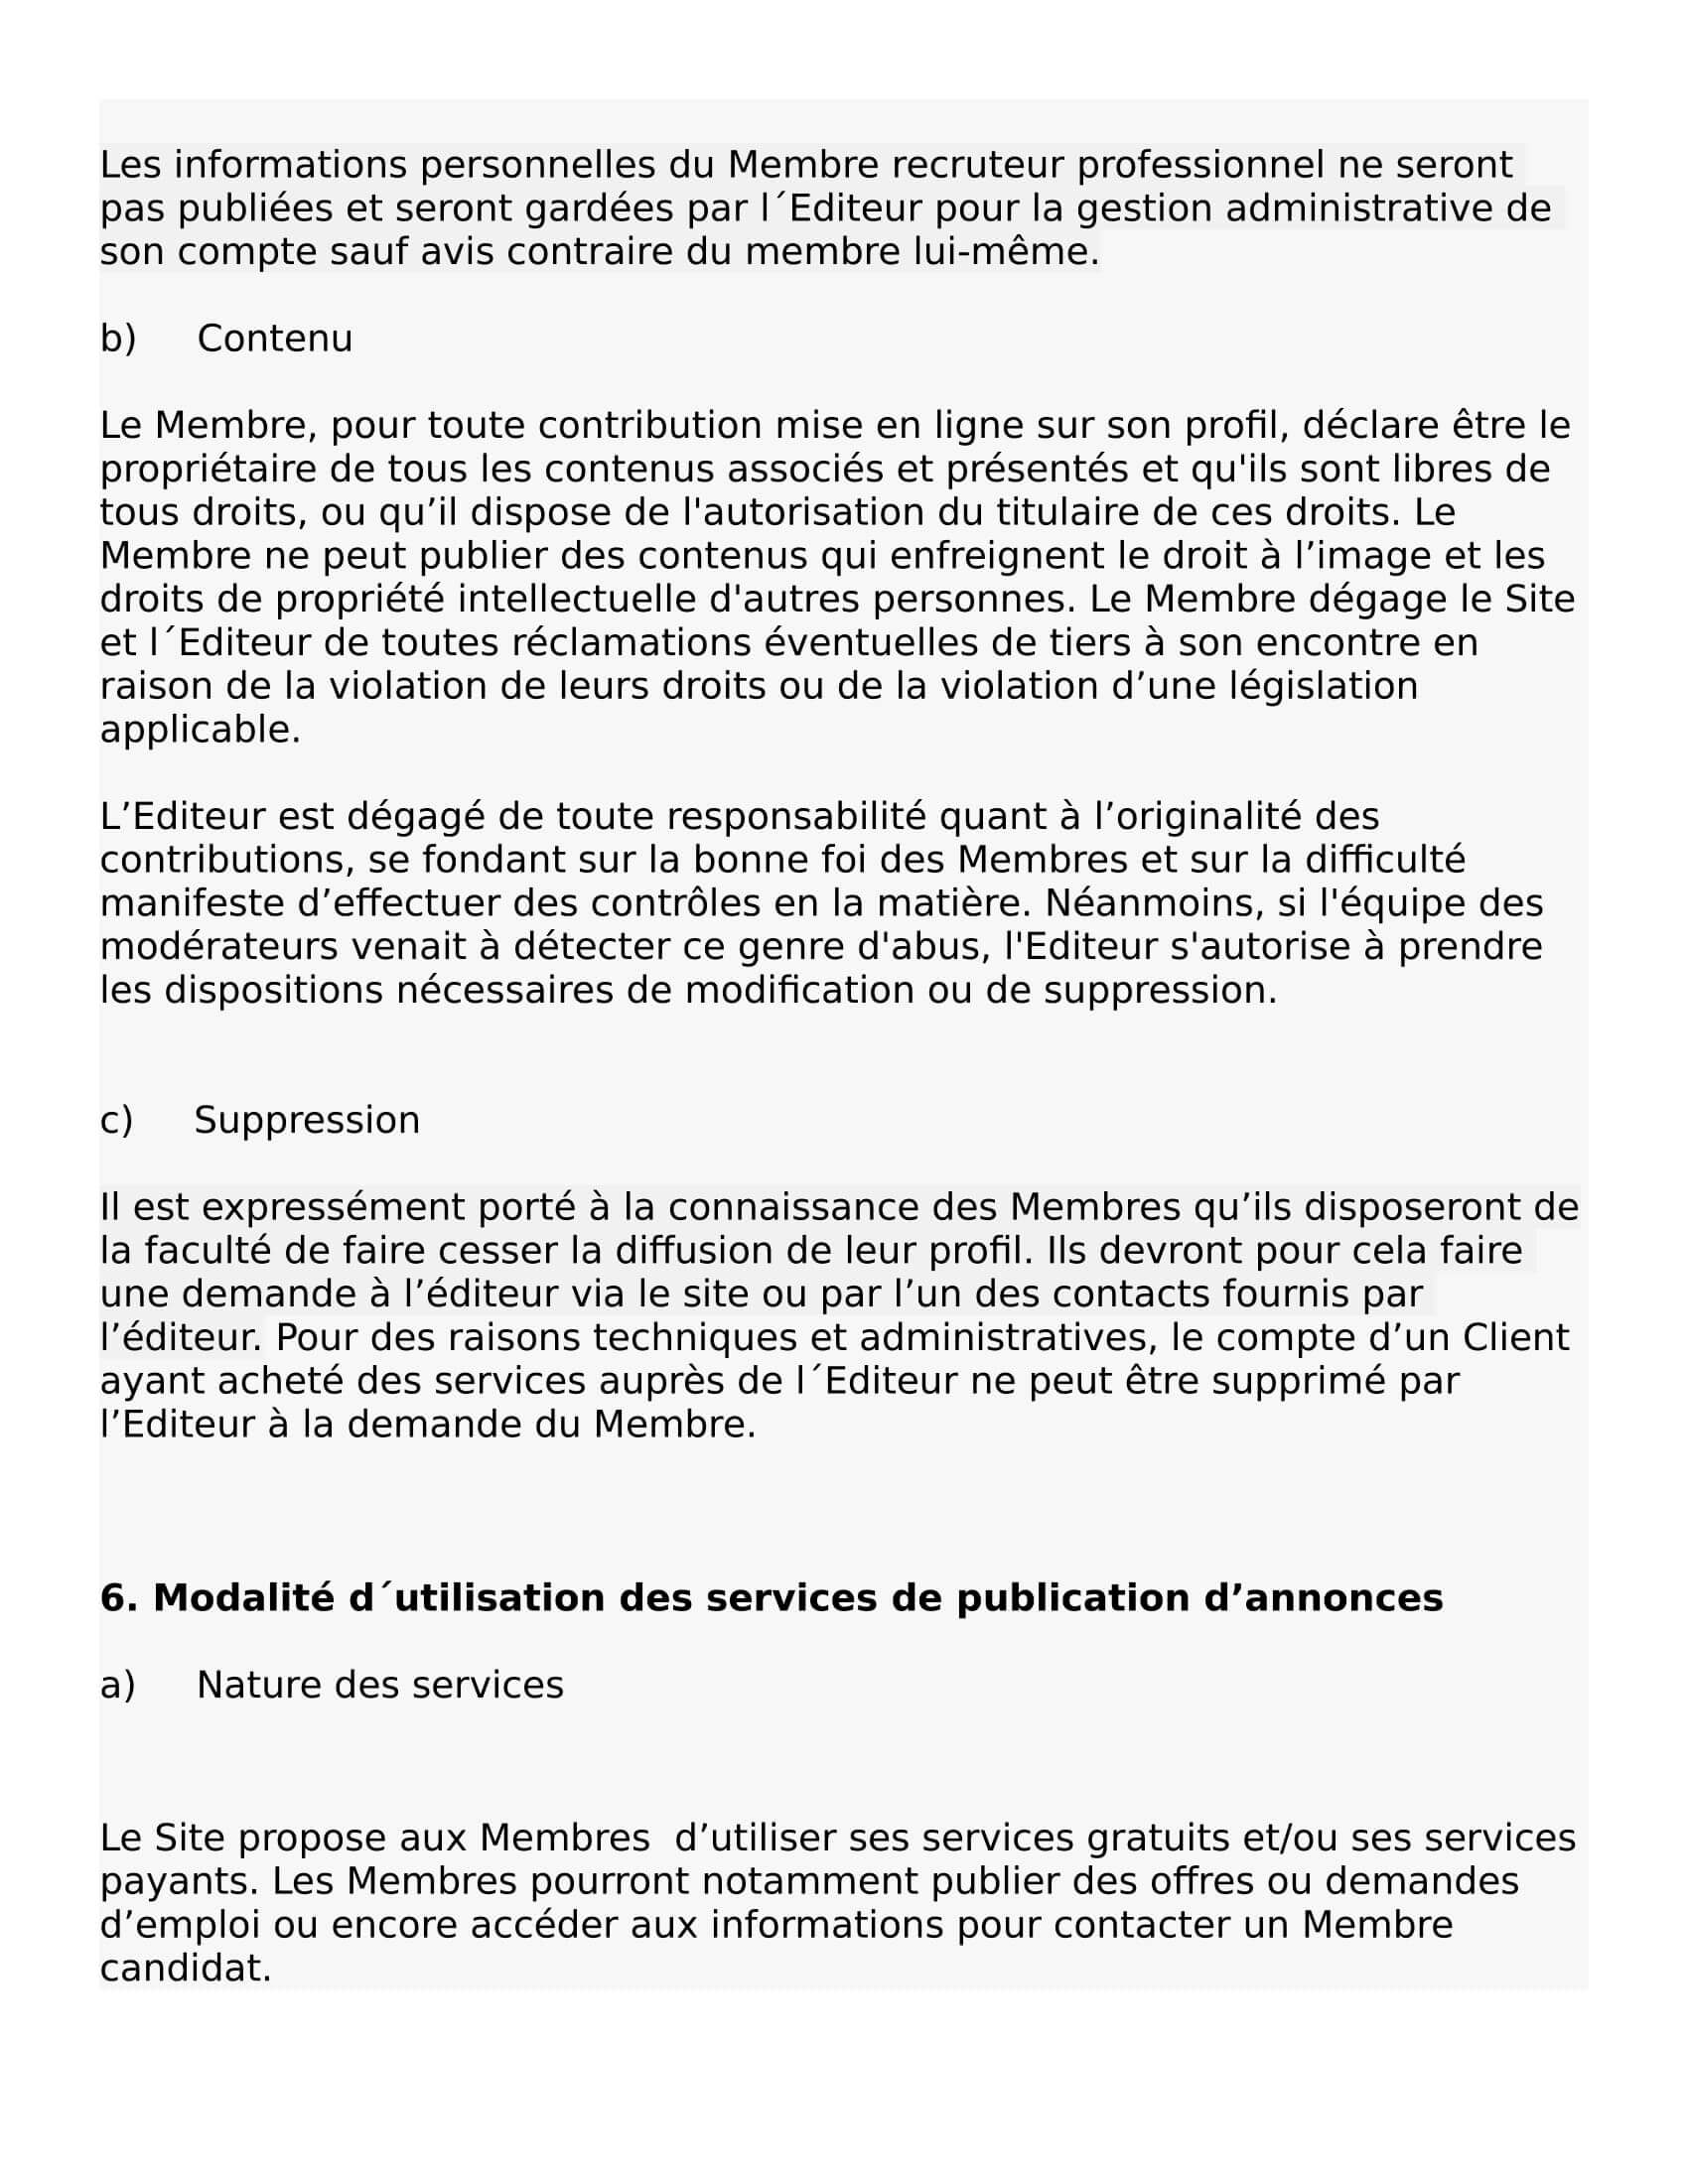 Les informations personnelles du Membre recruteur professionnel ne seront
pas publiées et seront gardées par l´Editeur pour la gestion administrative de
son compte sauf avis contraire du membre lui-même.
b) Contenu
Le Membre, pour toute contribution mise en ligne sur son profil, déclare être le
propriétaire de tous les contenus associés et présentés et qu'ils sont libres de
tous droits, ou qu’il dispose de l'autorisation du titulaire de ces droits. Le
Membre ne peut publier des contenus qui enfreignent le droit à l’image et les
droits de propriété intellectuelle d'autres personnes. Le Membre dégage le Site
et l´Editeur de toutes réclamations éventuelles de tiers à son encontre en
raison de la violation de leurs droits ou de la violation d’une législation
applicable.
L’Editeur est dégagé de toute responsabilité quant à l’originalité des
contributions, se fondant sur la bonne foi des Membres et sur la difficulté
manifeste d’effectuer des contrôles en la matière. Néanmoins, si l'équipe des
modérateurs venait à détecter ce genre d'abus, l'Editeur s'autorise à prendre
les dispositions nécessaires de modification ou de suppression.
c) Suppression
Il est expressément porté à la connaissance des Membres qu’ils disposeront de
la faculté de faire cesser la diffusion de leur profil. Ils devront pour cela faire
une demande à l’éditeur via le site ou par l’un des contacts fournis par
l’éditeur. Pour des raisons techniques et administratives, le compte d’un Client
ayant acheté des services auprès de l´Editeur ne peut être supprimé par
l’Editeur à la demande du Membre.
6. Modalité d´utilisation des services de publication d’annonces
a) Nature des services
Le Site propose aux Membres  d’utiliser ses services gratuits et/ou ses services
payants. Les Membres pourront notamment publier des offres ou demandes
d’emploi ou encore accéder aux informations pour contacter un Membre
candidat.